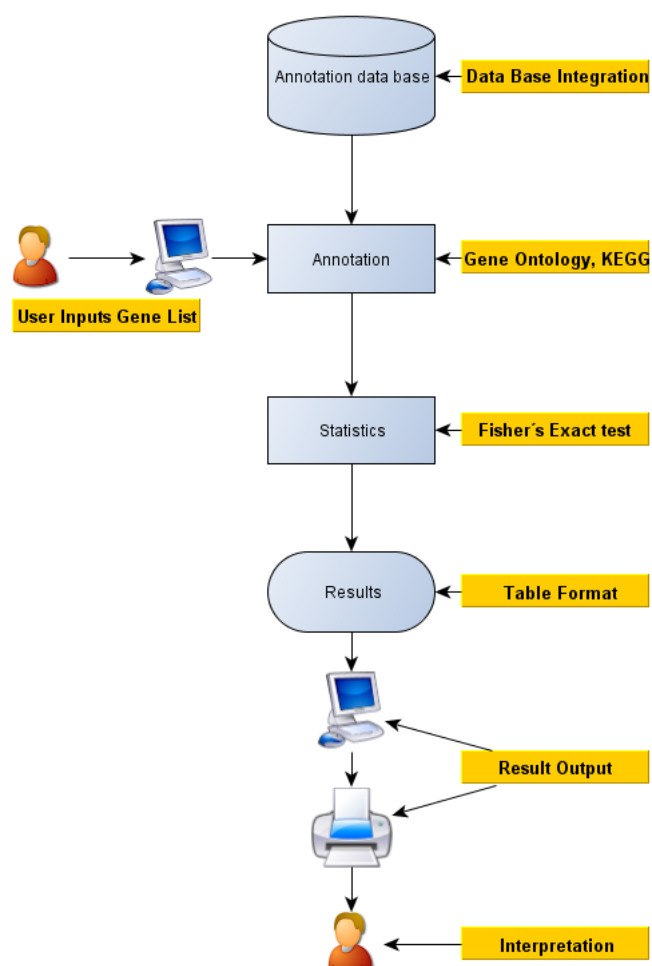 Annotation data base
Data Base Integration
Annotation
Gene Ontology, KEGG
User Inputs Gene List
Statistics
Fisher´s Exact test
Results
Table Format
Result Output
Interpretation